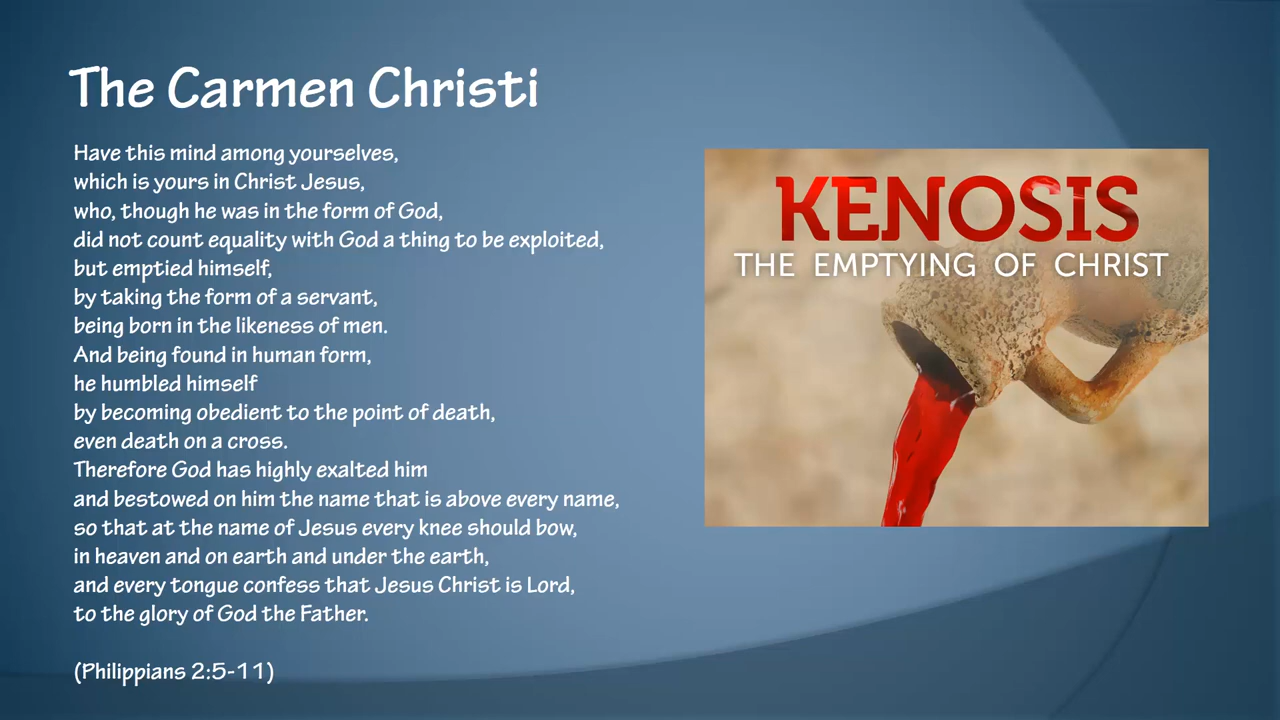 The Carmen Christi
Have this mind among yourselves,
which is yours in Christ Jesus,
who, though he was in the form of God,
did not count equality with God a thing to be exploited,
but emptied himself,
by taking the form of a servant,
being born in the likeness of men.
And being found in human form,
he humbled himself
by becoming obedient to the point of death,
even death on a cross.
Therefore God has highly exalted him
and bestowed on him the name that is above every name,
so that at the name of Jesus every knee should bow,
in heaven and on earth and under the earth,
and every tongue confess that Jesus Christ is Lord,
to the glory of God the Father.
(Philippians 2:5-11)
KENOSIS
THE EMPTYING OF CHRIST